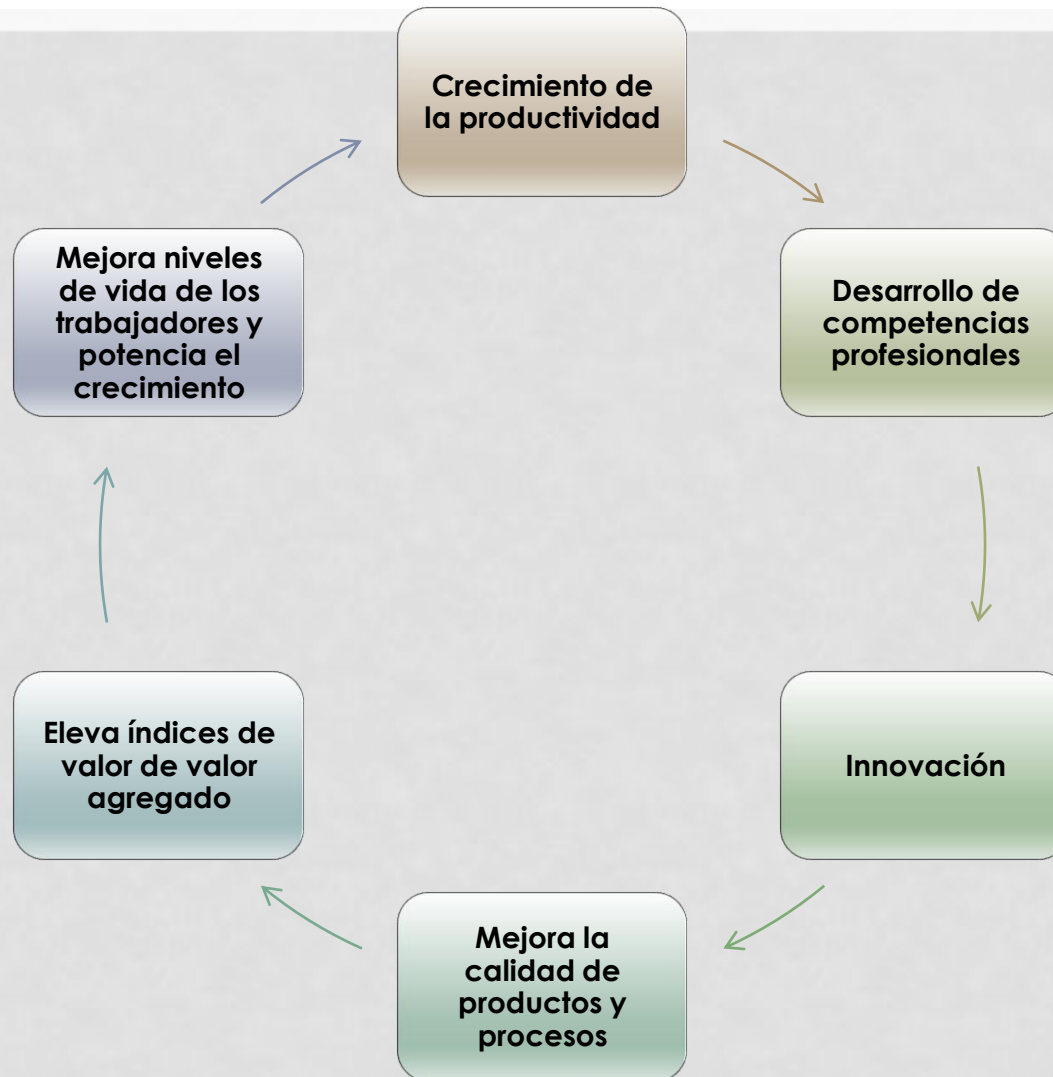 Crecimiento de
la productividad
Desarrollo de
competencias
profesionales
Innovación
Mejora la
calidad de
productos y
procesos
Eleva índices de
valor de valor
agregado
Mejora niveles
de vida de los
trabajadores y
potencia el
crecimiento